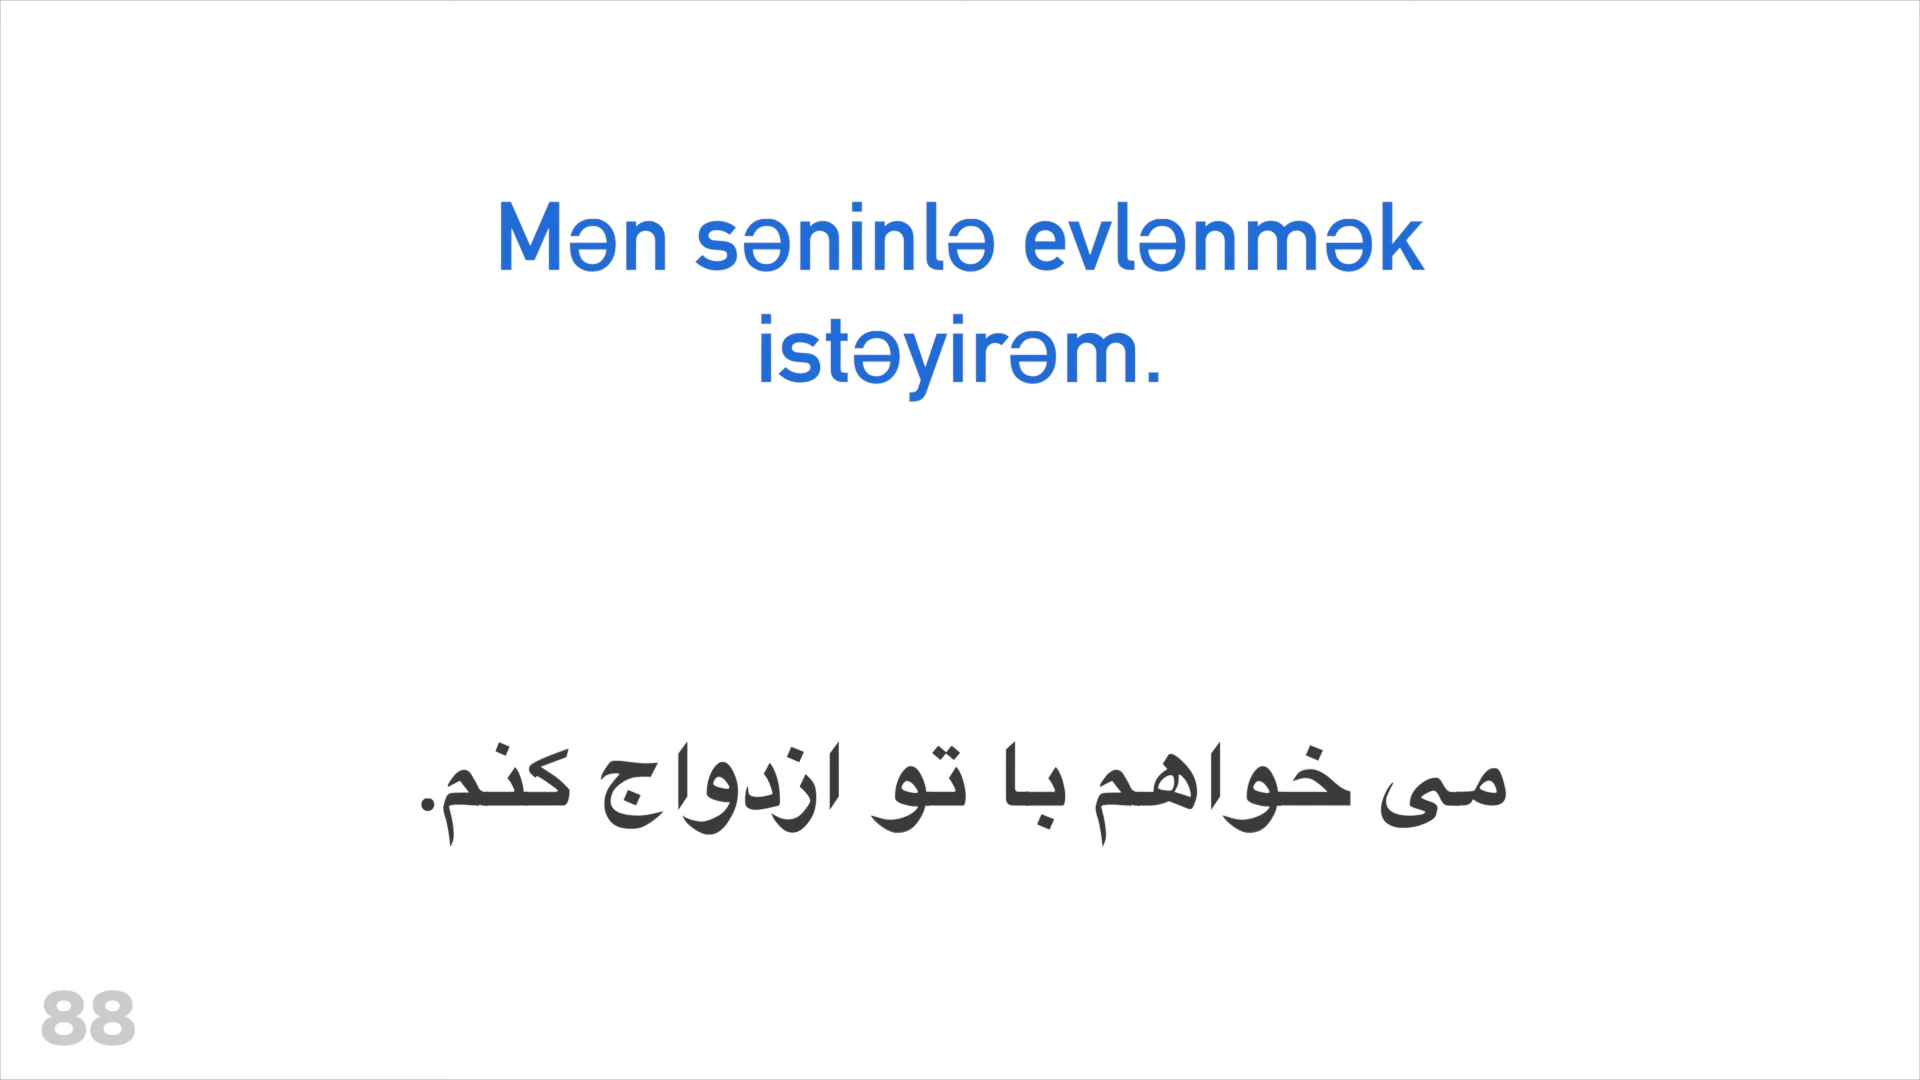 Mən səninlə evlənmək
istəyirəm.
می خواهم با تو ازدواج کنم.
88